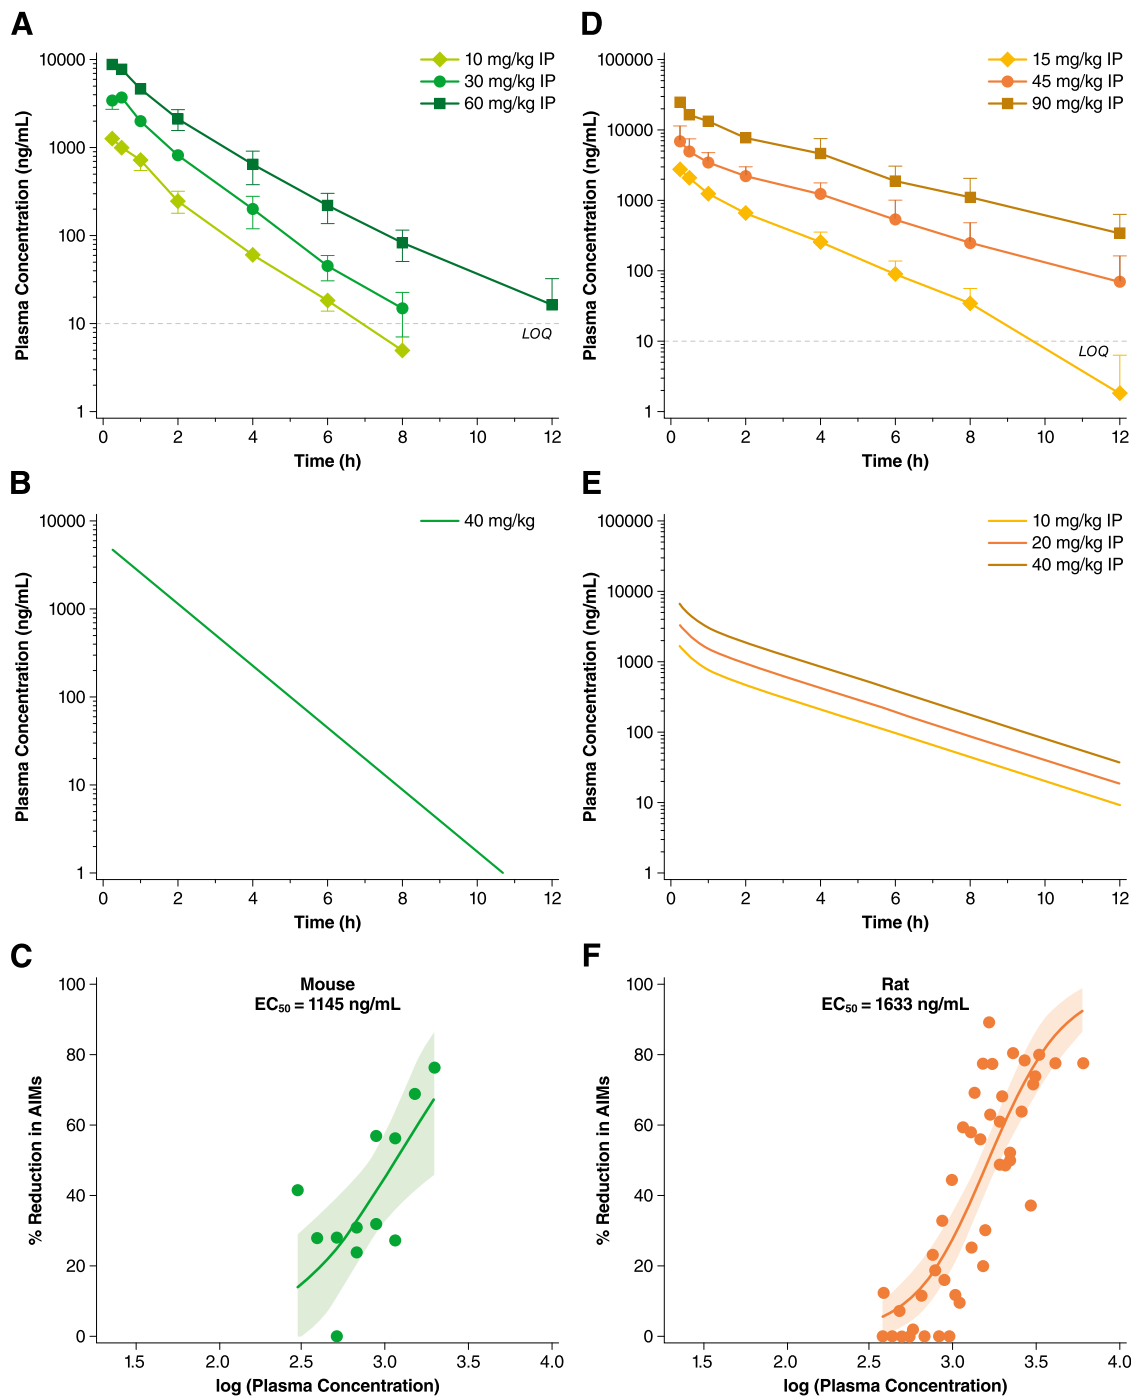 A
10 mg/kg IP
30 mg/kg IP
60 mg/kg IP
Plasma Concentration (ng/mL)
10000
1000
100
10
1
LOQ
0 2 4 6 8 10 12
Time (h)
D
15 mg/kg IP
45 mg/kg IP
90 mg/kg IP
Plasma Concentration (ng/mL)
100000
10000
1000
100
10
1
LOQ
0 2 4 6 8 10 12
Time (h)
B
40 mg/kg
Plasma Concentration (ng/mL)
10000
1000
100
10
1
0 2 4 6 8 10 12
Time (h)
E
10 mg/kg IP
20 mg/kg IP
40 mg/kg IP
Plasma Concentration (ng/mL)
100000
10000
1000
100
10
1
0 2 4 6 8 10 12
Time (h)
C
Mouse
EC₅₀ = 1145 ng/mL
% Reduction in AIMs
100
80
60
40
20
0
1.5 2.0 2.5 3.0 3.5 4.0
log (Plasma Concentration)
F
Rat
EC₅₀ = 1633 ng/mL
% Reduction in AIMs
100
80
60
40
20
0
1.5 2.0 2.5 3.0 3.5 4.0
log (Plasma Concentration)